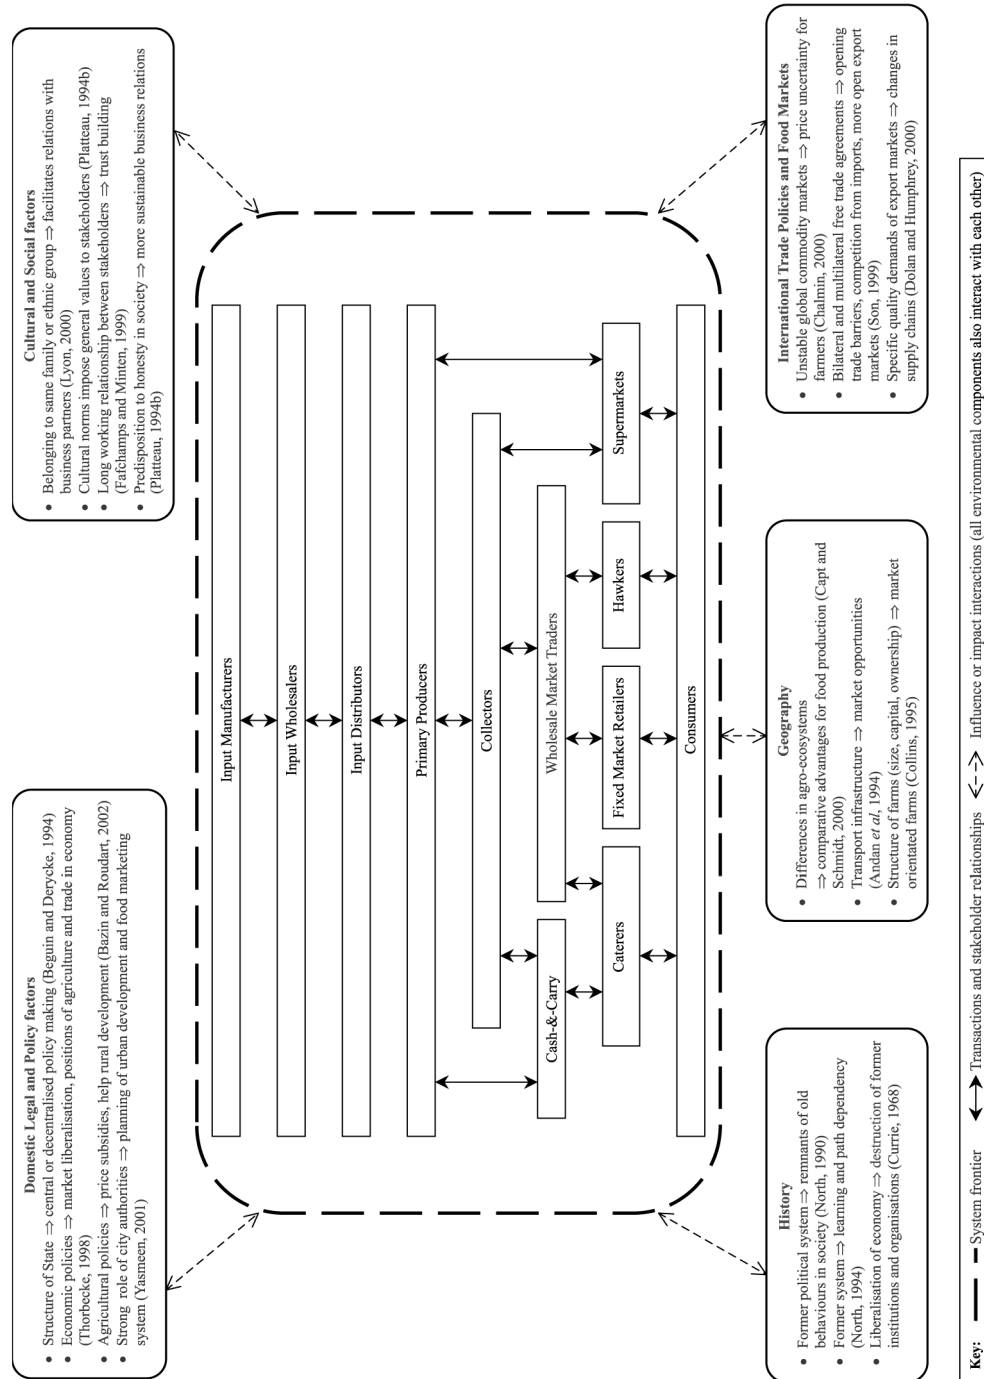 Domestic Legal and Policy factors
• Structure of State ⇒ central or decentralised policy making (Beguin and Derycke, 1994)
• Economic policies ⇒ market liberalisation, positions of agriculture and trade in economy
(Thorbecke, 1998)
• Agricultural policies ⇒ price subsidies, help rural development (Bazin and Roudart, 2002)
• Strong role of city authorities ⇒ planning of urban development and food marketing
system (Yasmeen, 2001)
Cultural and Social factors
• Belonging to same family or ethnic group ⇒ facilitates relations with
business partners (Lyon, 2000)
• Cultural norms impose general values to stakeholders (Platteau, 1994b)
• Long working relationship between stakeholders ⇒ trust building
(Fafchamps and Minten, 1999)
• Predisposition to honesty in society ⇒ more sustainable business relations
(Platteau, 1994b)
Input Manufacturers
Input Wholesalers
Input Distributors
Primary Producers
Collectors
Cash-&-Carry
Wholesale Market Traders
Caterers
Fixed Market Retailers
Hawkers
Supermarkets
Consumers
History
• Former political system ⇒ remnants of old
behaviours in society (North, 1990)
• Former system ⇒ learning and path dependency
(North, 1994)
• Liberalisation of economy ⇒ destruction of former
institutions and organisations (Currie, 1968)
Geography
• Differences in agro-ecosystems
⇒ comparative advantages for food production (Capt and
Schmidt, 2000)
• Transport infrastructure ⇒ market opportunities
(Andan et al, 1994)
• Structure of farms (size, capital, ownership) ⇒ market
orientated farms (Collins, 1995)
International Trade Policies and Food Markets
• Unstable global commodity markets ⇒ price uncertainty for
farmers (Chalmin, 2000)
• Bilateral and multilateral free trade agreements ⇒ opening
trade barriers, competition from imports, more open export
markets (Son, 1999)
• Specific quality demands of export markets ⇒ changes in
supply chains (Dolan and Humphrey, 2000)
Key: System frontier Transactions and stakeholder relationships Influence or impact interactions (all environmental components also interact with each other)